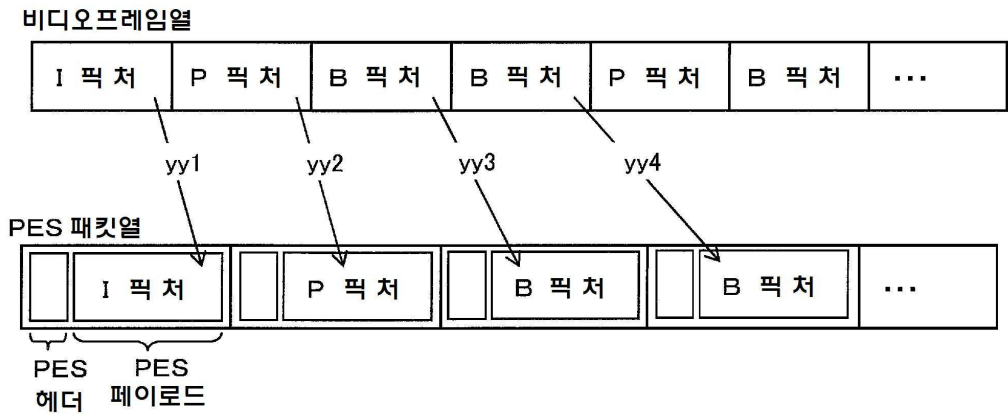 비디오프레임열
I 픽처 P 픽처 B 픽처 B 픽처 P 픽처 B 픽처 ...
yy1 yy2 yy3 yy4
PES 패킷열
I 픽처 P 픽처 B 픽처 B 픽처 ...
PES 헤더
PES 페이로드